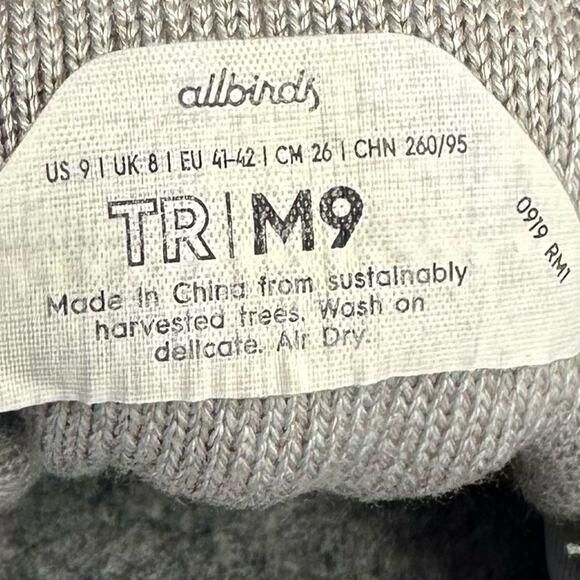 allbirds
US 9 | UK 8 | EU 41-42 | CM 26 | CHN 260/95
TR | M9
Made in China from sustainably
harvested trees. Wash on
delicate. Air Dry.
0919 RM1